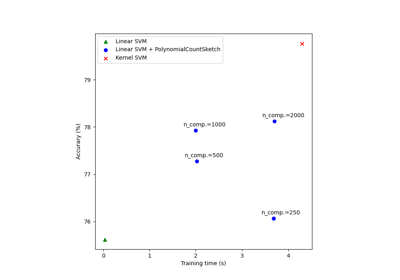 Linear SVM
Linear SVM + PolynomialCountSketch
Kernel SVM
79
n_comp.=2000
n_comp.=1000
78
n_comp.=500
77
n_comp.=250
76
Accurary (%)
0 1 2 3 4
Training time (s)